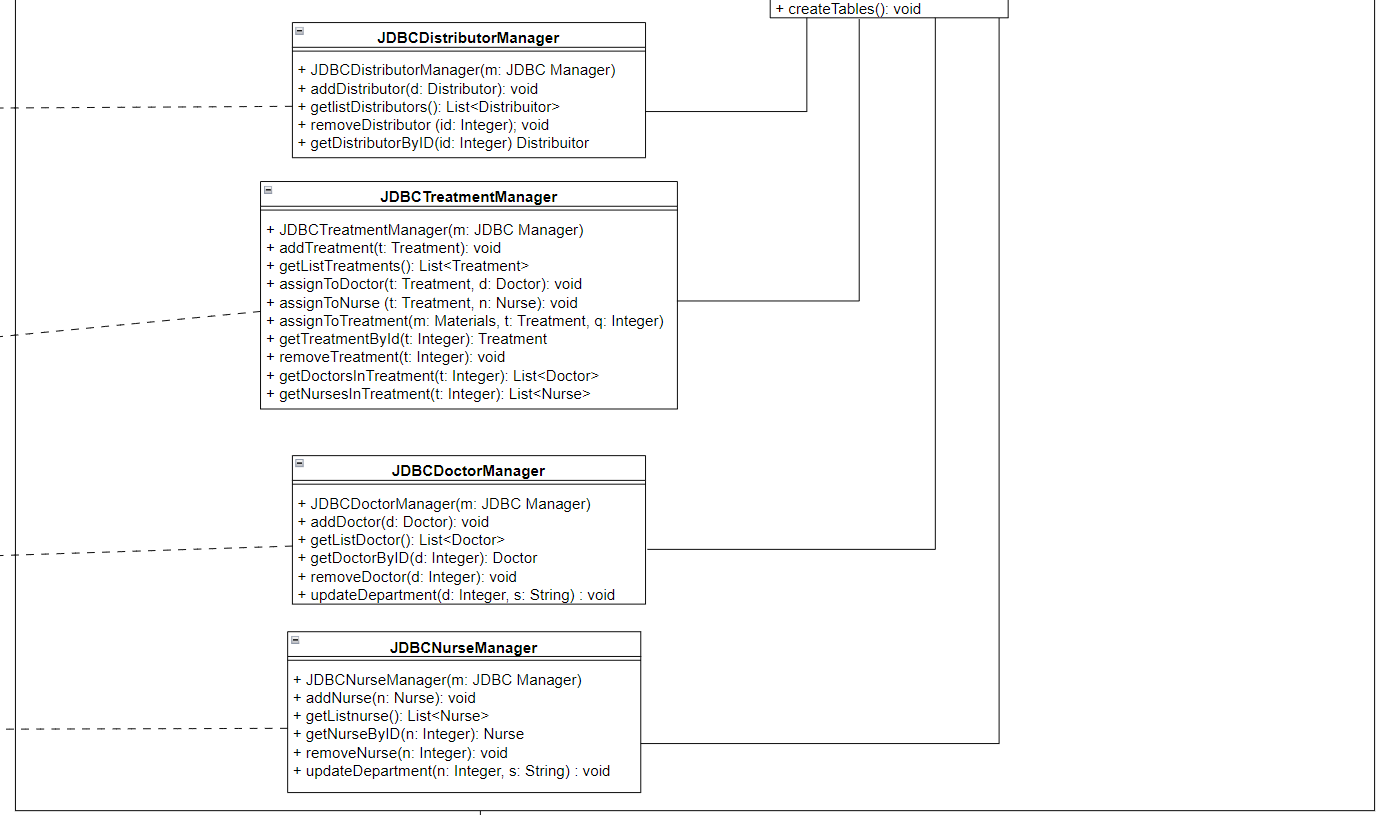 + createTables(): void
JDBCDistributorManager
+ JDBCDistributorManager(m: JDBC Manager)
+ addDistributor(d: Distributor): void
+ getlistDistributors(): List<Distribuitor>
+ removeDistributor (id: Integer); void
+ getDistributorByID(id: Integer) Distribuitor
JDBCTreatmentManager
+ JDBCTreatmentManager(m: JDBC Manager)
+ addTreatment(t: Treatment): void
+ getListTreatments(): List<Treatment>
+ assignToDoctor(t: Treatment, d: Doctor): void
+ assignToNurse (t: Treatment, n: Nurse): void
+ assignToTreatment(m: Materials, t: Treatment, q: Integer)
+ getTreatmentById(t: Integer): Treatment
+ removeTreatment(t: Integer): void
+ getDoctorsInTreatment(t: Integer): List<Doctor>
+ getNursesInTreatment(t: Integer): List<Nurse>
JDBCDoctorManager
+ JDBCDoctorManager(m: JDBC Manager)
+ addDoctor(d: Doctor): void
+ getListDoctor(): List<Doctor>
+ getDoctorByID(d: Integer): Doctor
+ removeDoctor(d: Integer): void
+ updateDepartment(d: Integer, s: String) : void
JDBCNurseManager
+ JDBCNurseManager(m: JDBC Manager)
+ addNurse(n: Nurse): void
+ getListnurse(): List<Nurse>
+ getNurseByID(n: Integer): Nurse
+ removeNurse(n: Integer): void
+ updateDepartment(n: Integer, s: String) : void